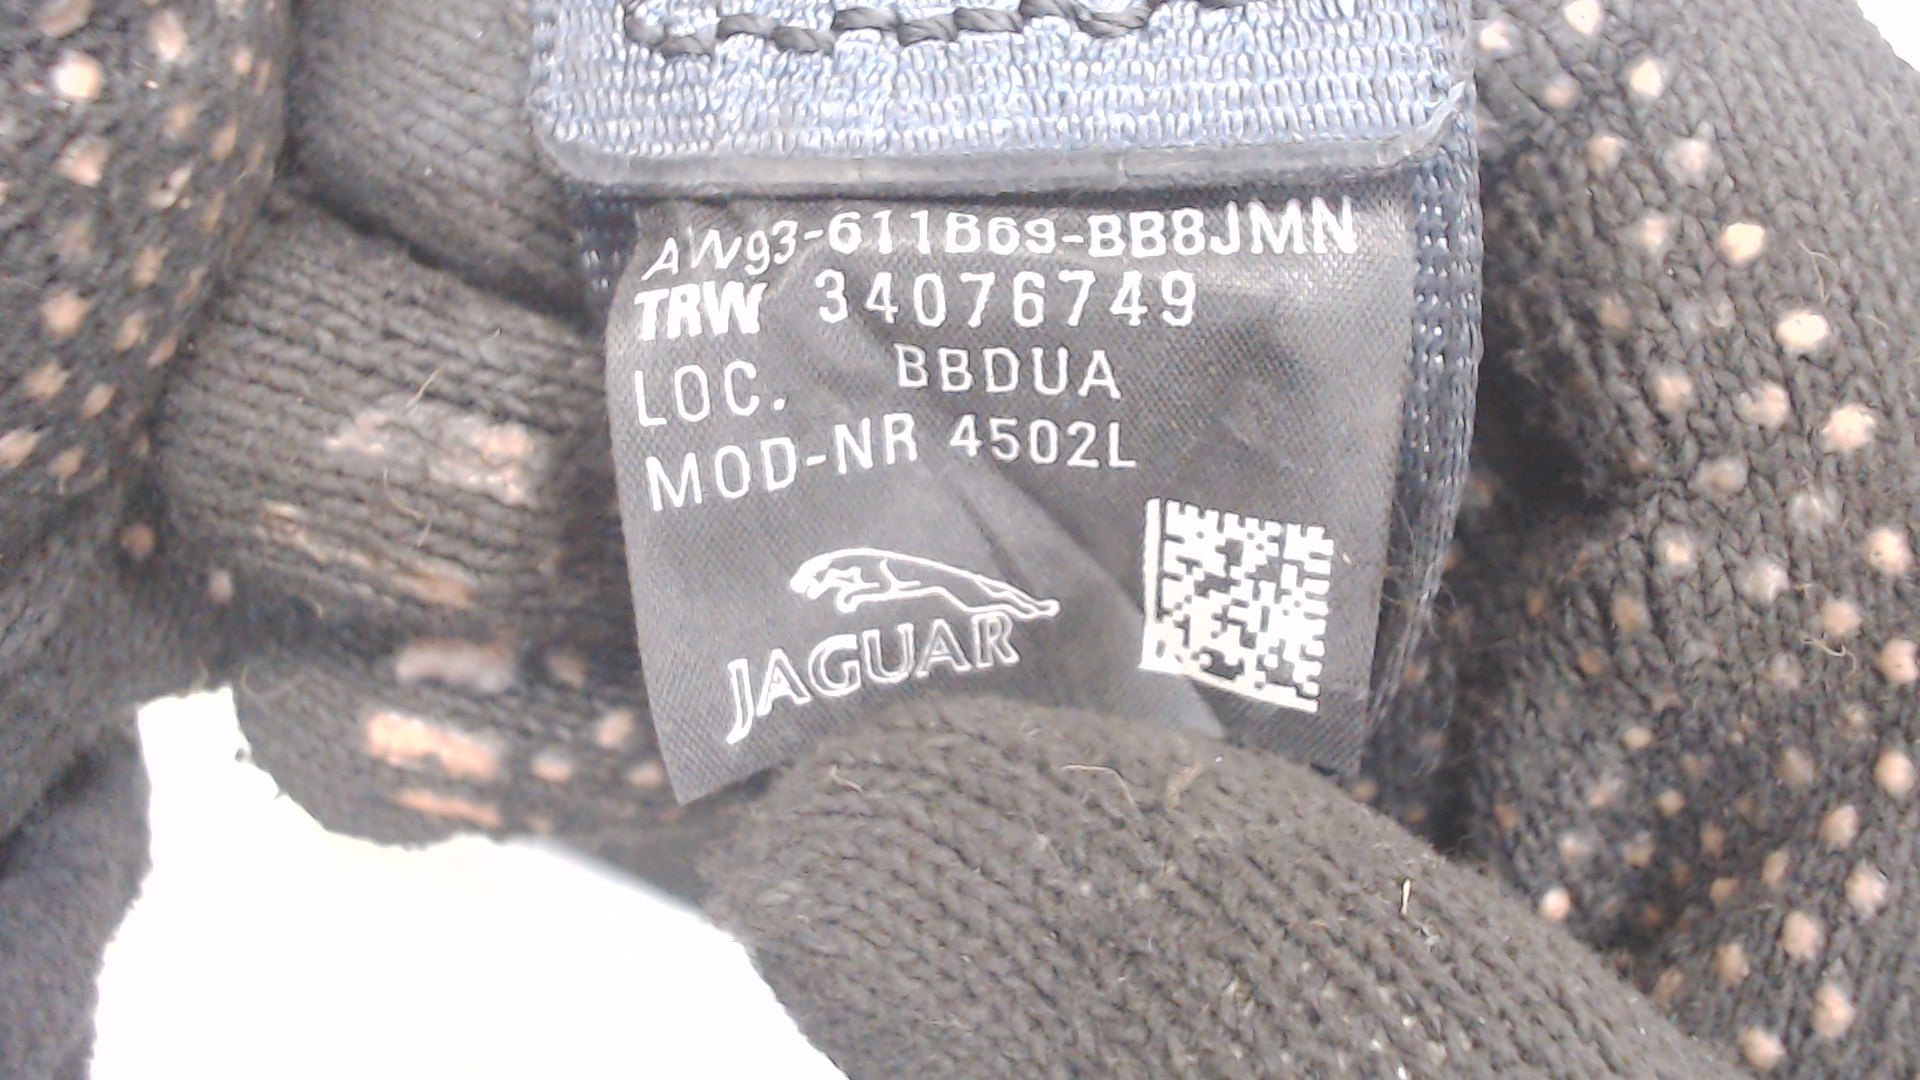 AW93-611B69-BB8JMN
TRW 34076749
LOC. BBDUA
MOD-NR 4502L
JAGUAR